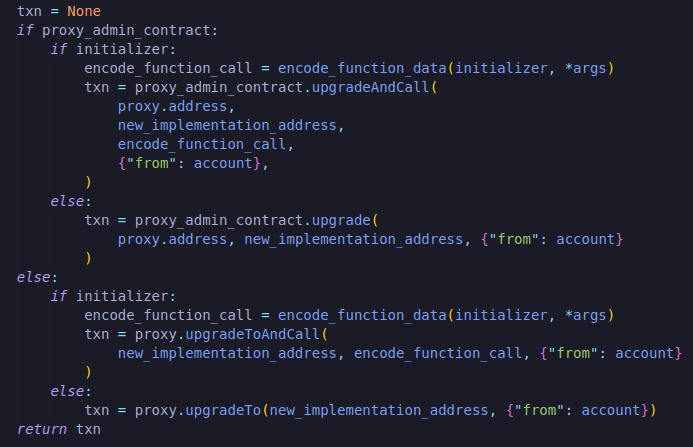 txn = None
if proxy_admin_contract:
    if initializer:
        encode_function_call = encode_function_data(initializer, *args)
        txn = proxy_admin_contract.upgradeAndCall(
            proxy.address,
            new_implementation_address,
            encode_function_call,
            {"from": account},
        )
    else:
        txn = proxy_admin_contract.upgrade(
            proxy.address, new_implementation_address, {"from": account}
        )
else:
    if initializer:
        encode_function_call = encode_function_data(initializer, *args)
        txn = proxy.upgradeToAndCall(
            new_implementation_address, encode_function_call, {"from": account}
        )
    else:
        txn = proxy.upgradeTo(new_implementation_address, {"from": account})
return txn